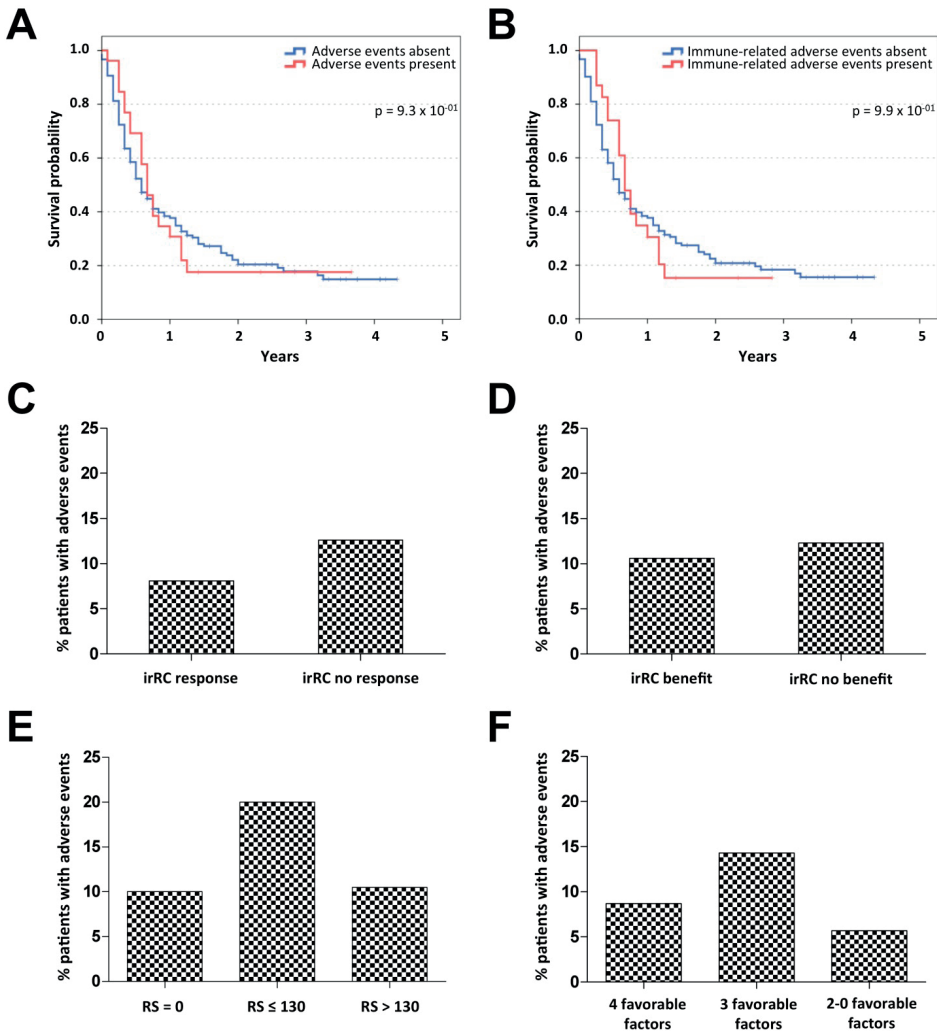 A
Survival probability
1.0
0.8
0.6
0.4
0.2
0.0
0
1
2
3
4
5
Years
Adverse events absent
Adverse events present
p = 9.3 x 10⁻⁰¹
B
Survival probability
1.0
0.8
0.6
0.4
0.2
0.0
0
1
2
3
4
5
Years
Immune-related adverse events absent
Immune-related adverse events present
p = 9.9 x 10⁻⁰¹
C
% patients with adverse events
25
20
15
10
5
0
irRC response
irRC no response
D
% patients with adverse events
25
20
15
10
5
0
irRC benefit
irRC no benefit
E
% patients with adverse events
25
20
15
10
5
0
RS = 0
RS ≤ 130
RS > 130
F
% patients with adverse events
25
20
15
10
5
0
4 favorable
factors
3 favorable
factors
2-0 favorable
factors